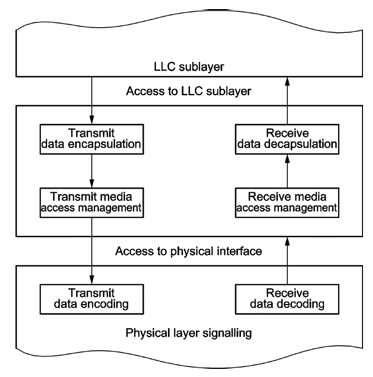 LLC sublayer
Access to LLC sublayer
Transmit
data encapsulation
Receive
data decapsulation
Transmit media
access management
Receive media
access management
Access to physical interface
Transmit
data encoding
Receive
data decoding
Physical layer signalling